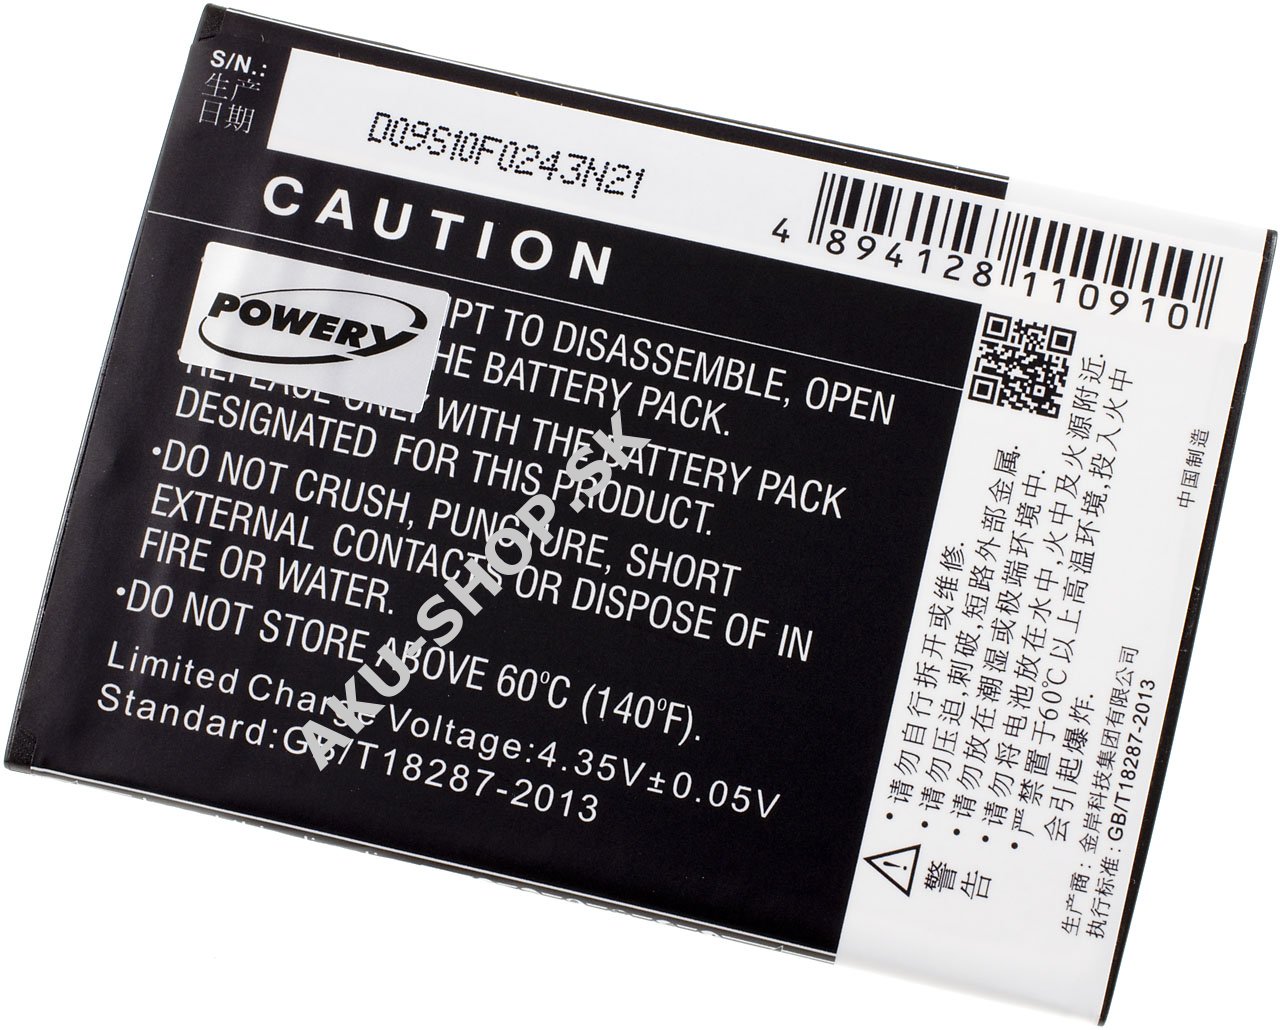 S/N.:
生产
日期
D09S10F0243N21
CAUTION
4 894128 110910
POWERY
PT TO DISASSEMBLE, OPEN
HE BATTERY PACK.
REPLACE ONLY WITH THE BATTERY PACK
DESIGNATED FOR THIS PRODUCT.
•DO NOT CRUSH, PUNCTURE, SHORT
EXTERNAL CONTACTS OR DISPOSE OF IN
FIRE OR WATER.
•DO NOT STORE ABOVE 60°C (140°F).
Limited Charge Voltage:4.35V±0.05V
Standard:GB/T18287-2013
AKU-SHOP.SK
警告
•请勿自行拆开或维修.
•请勿压迫,刺破,短路外部金属.
•请勿放在潮湿或极端环境中.
•请勿将电池放在水中,火中及火源附近.
•严禁置于60℃以上高温环境,投入火中
会引起爆炸.
生产商: 金岸科技集团有限公司
执行标准: GB/T18287-2013
中国制造